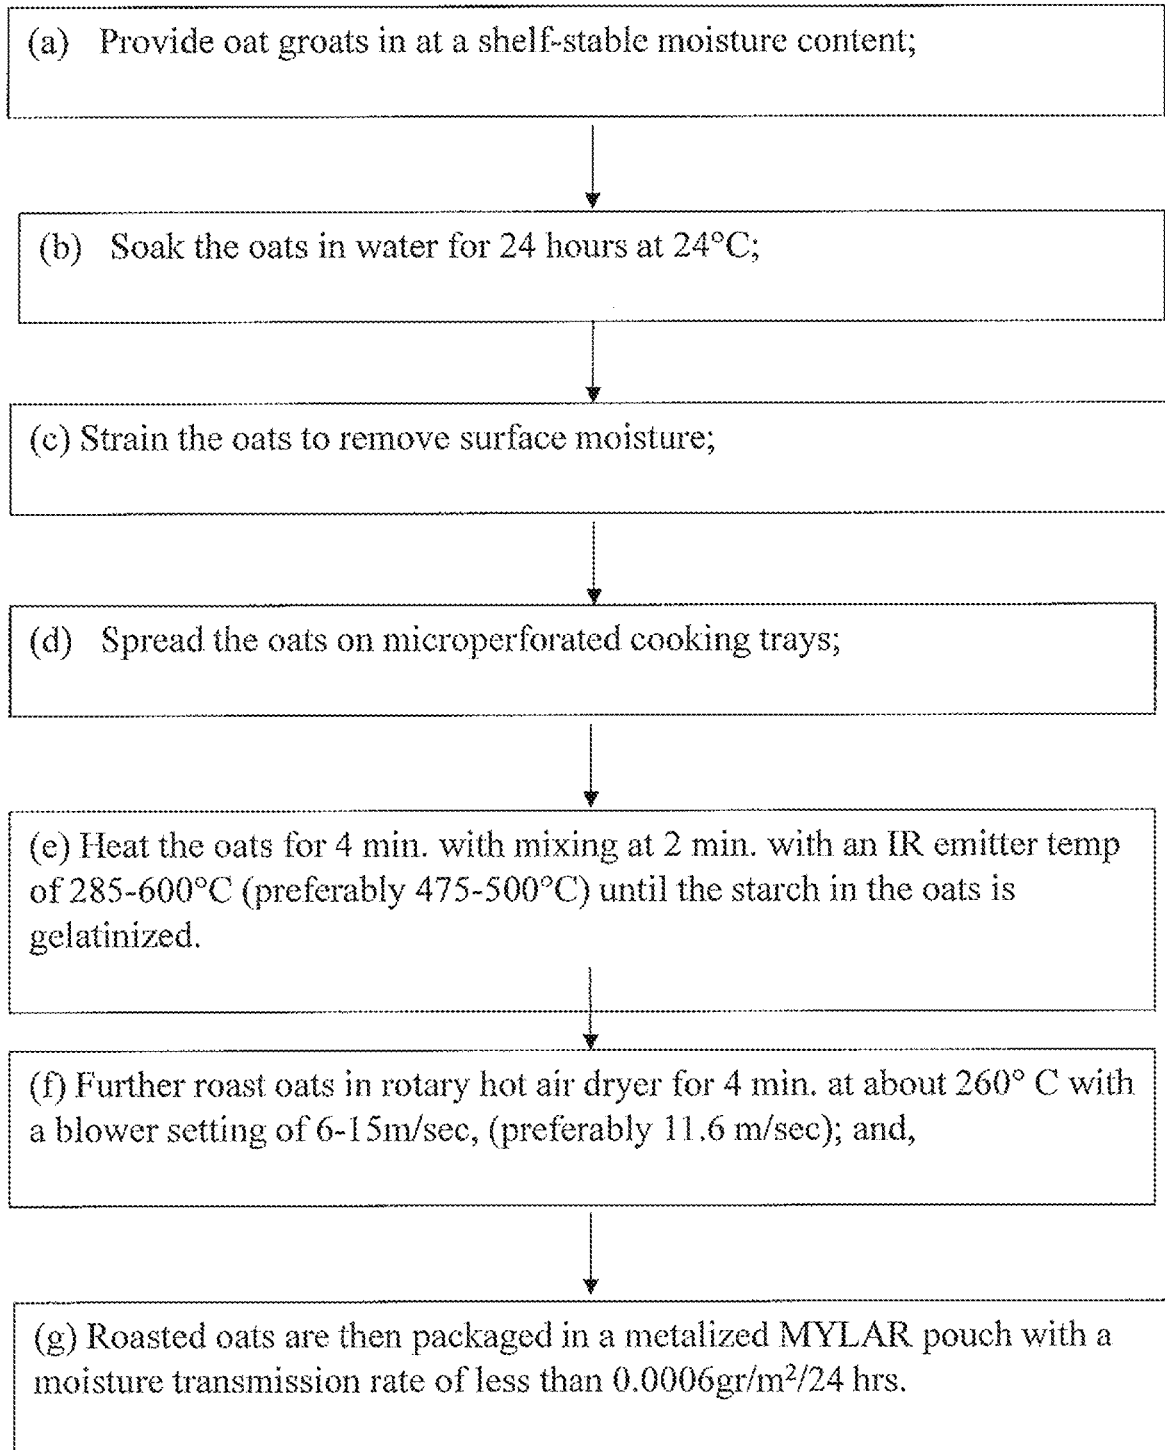 (a) Provide oat groats in at a shelf-stable moisture content;
(b) Soak the oats in water for 24 hours at 24°C;
(c) Strain the oats to remove surface moisture;
(d) Spread the oats on microperforated cooking trays;
(e) Heat the oats for 4 min. with mixing at 2 min. with an IR emitter temp
of 285-600°C (preferably 475-500°C) until the starch in the oats is
gelatinized.
(f) Further roast oats in rotary hot air dryer for 4 min. at about 260° C with
a blower setting of 6-15m/sec, (preferably 11.6 m/sec); and,
(g) Roasted oats are then packaged in a metalized MYLAR pouch with a
moisture transmission rate of less than 0.0006gr/m²/24 hrs.